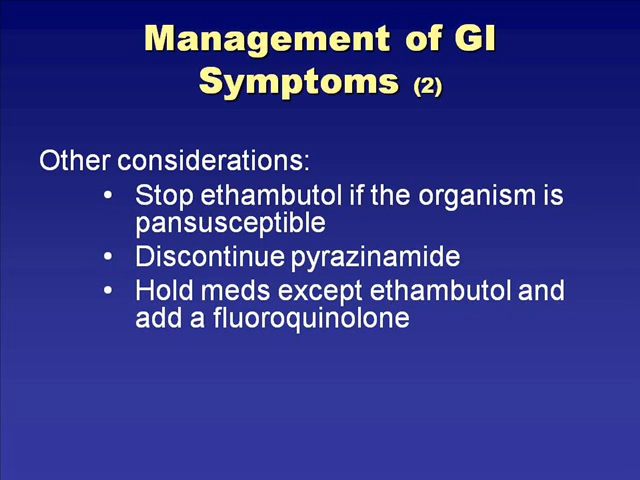 Management of GI
Symptoms (2)
Other considerations:
• Stop ethambutol if the organism is
pansusceptible
• Discontinue pyrazinamide
• Hold meds except ethambutol and
add a fluoroquinolone